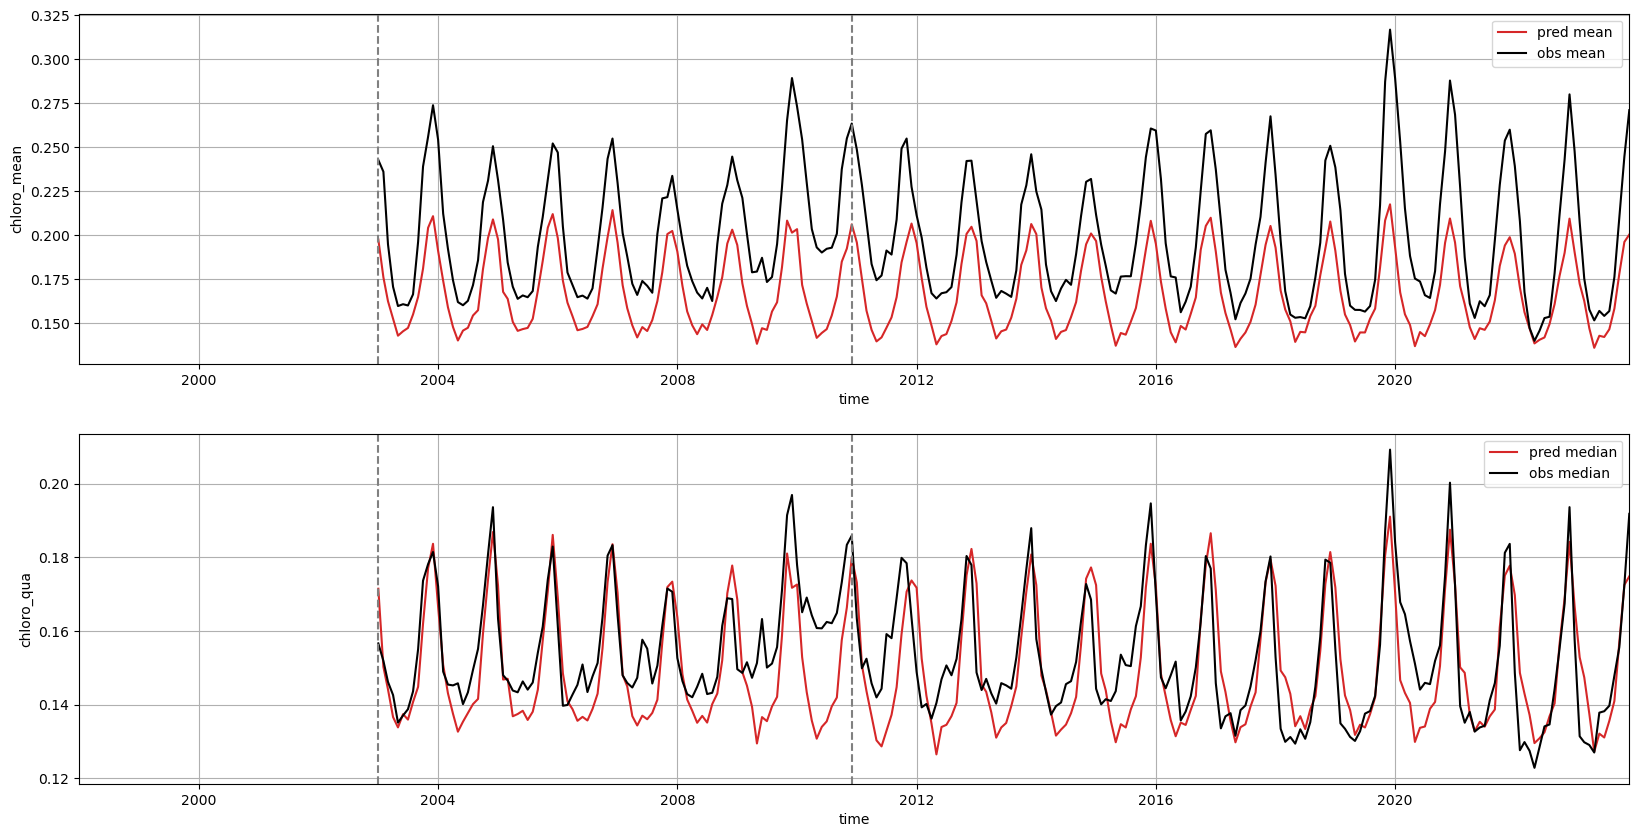 0.325
0.300
0.275
0.250
0.225
0.200
0.175
0.150
chloro_mean
pred mean
obs mean
2000 2004 2008 2012 2016 2020
time
0.20
0.18
0.16
0.14
0.12
chloro_qua
pred median
obs median
2000 2004 2008 2012 2016 2020
time